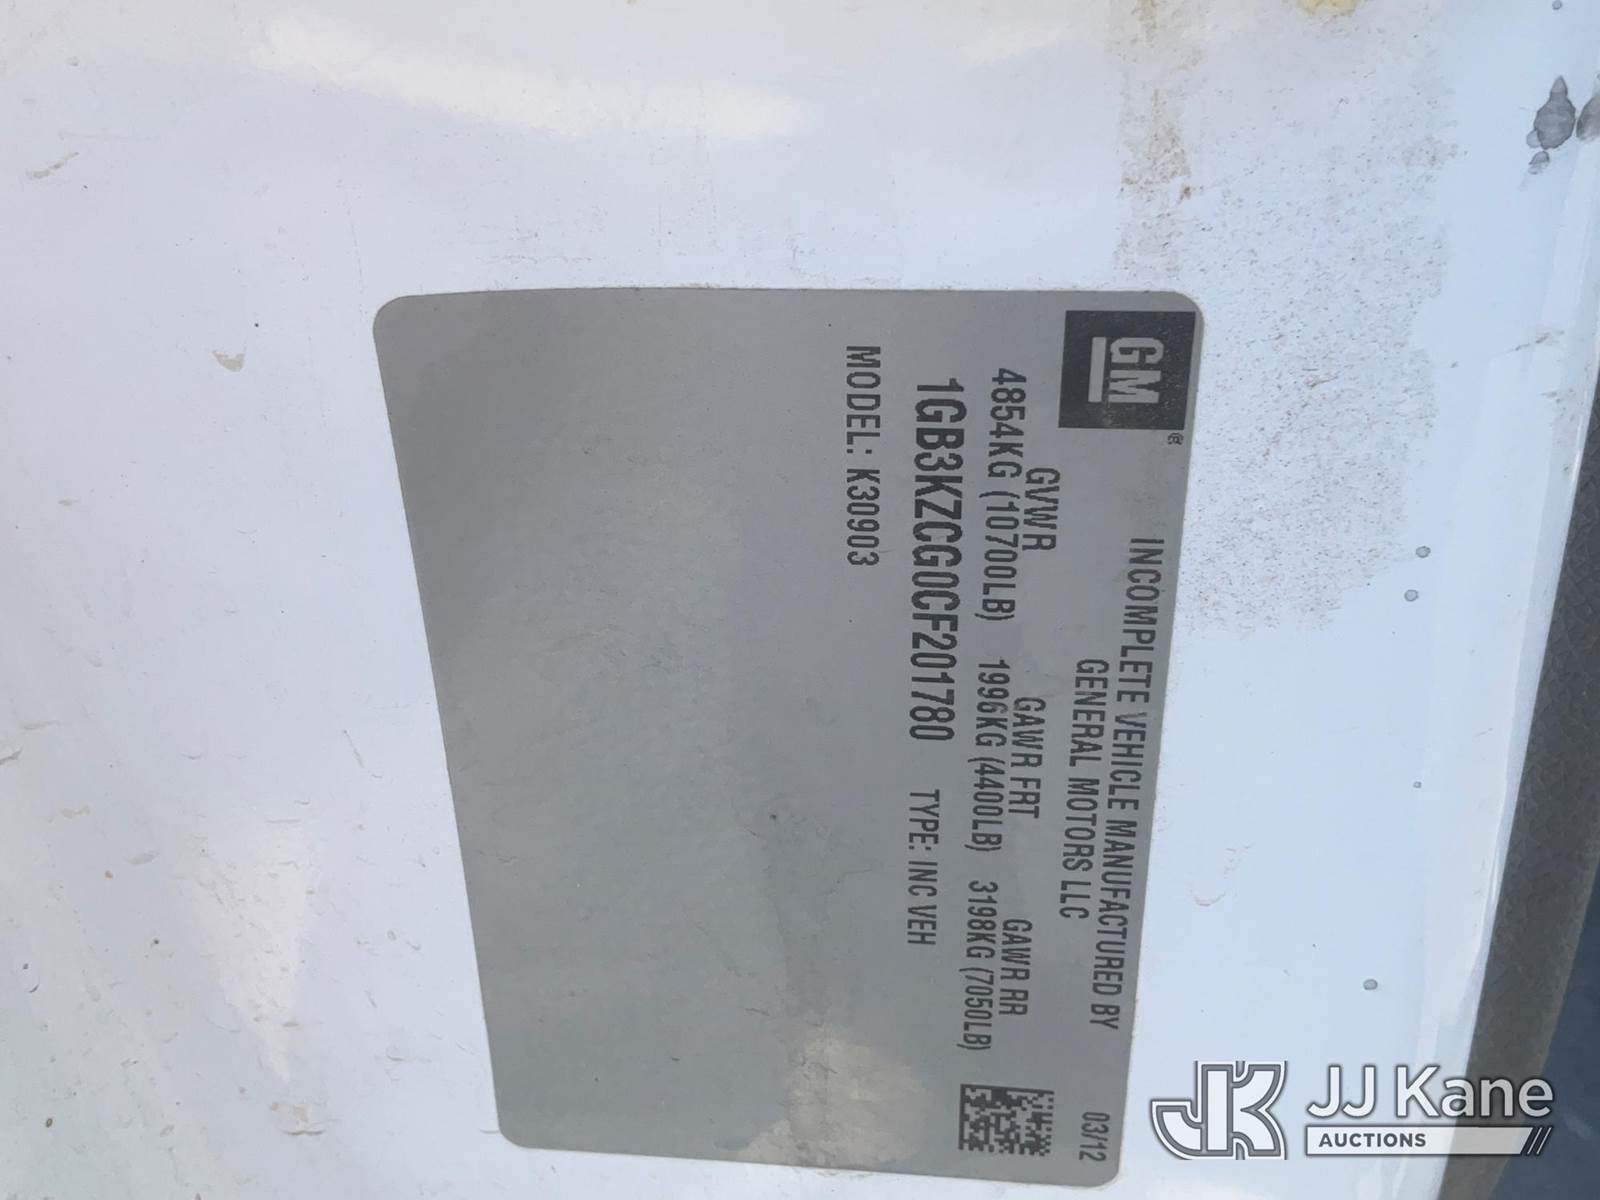 GM®
INCOMPLETE VEHICLE MANUFACTURED BY
GENERAL MOTORS LLC
03/12
GVWR GAWR FRT GAWR RR
4854KG (10700LB) 1996KG (4400LB) 3198KG (7050LB)
1GB3KZCG0CF201780 TYPE: INC VEH
MODEL: K30903
JK JJ Kane
AUCTIONS